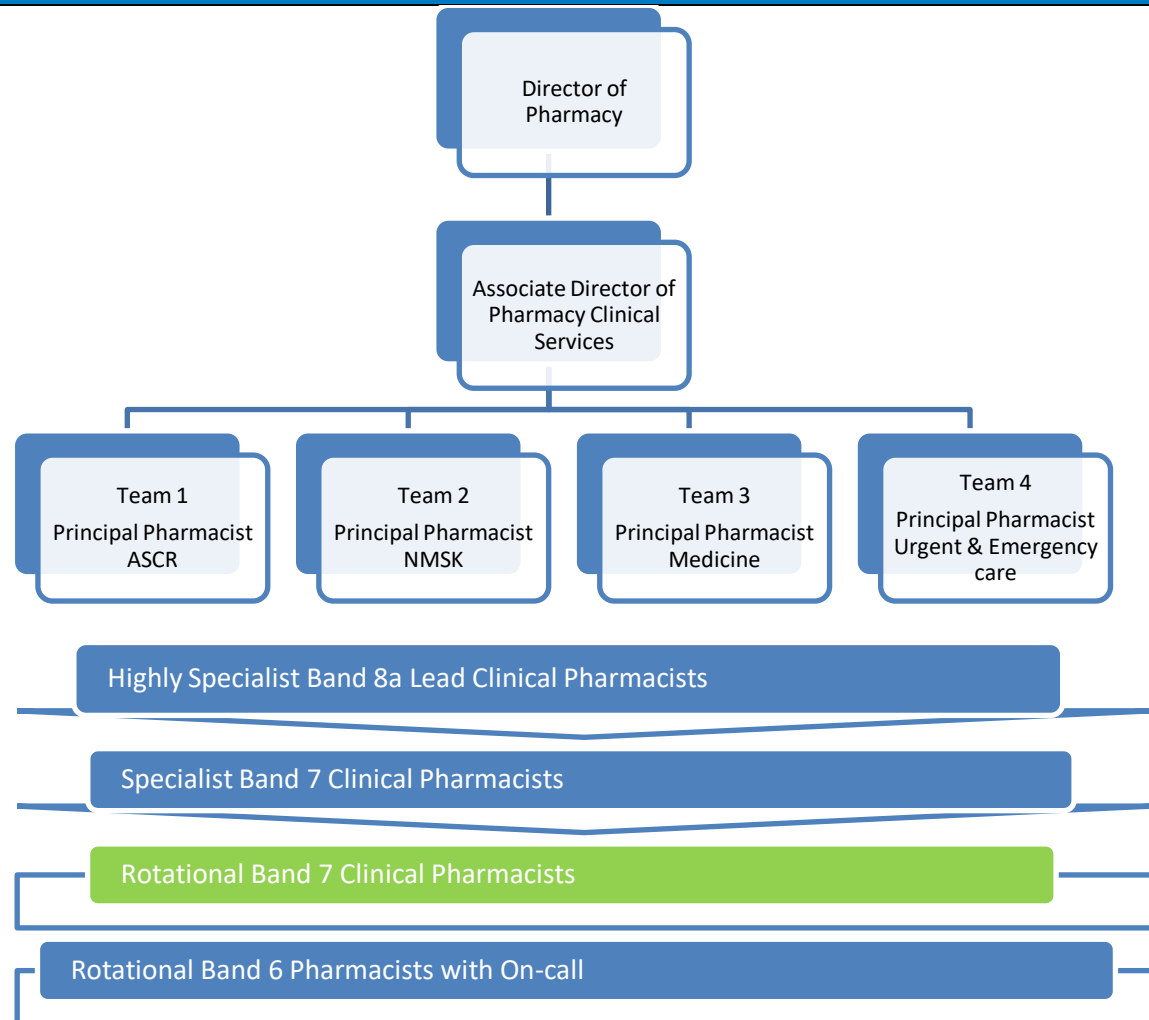 Director of
Pharmacy
Associate Director of
Pharmacy Clinical
Services
Team 1
Principal Pharmacist
ASCR
Team 2
Principal Pharmacist
NMSK
Team 3
Principal Pharmacist
Medicine
Team 4
Principal Pharmacist
Urgent & Emergency
care
Highly Specialist Band 8a Lead Clinical Pharmacists
Specialist Band 7 Clinical Pharmacists
Rotational Band 7 Clinical Pharmacists
Rotational Band 6 Pharmacists with On-call